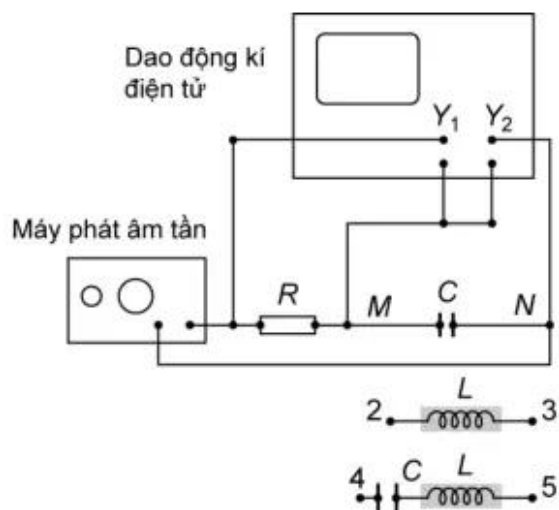 Dao động kí
điện tử
Y₁ Y₂
Máy phát âm tần
R M C N
L
2 3
4 C L 5